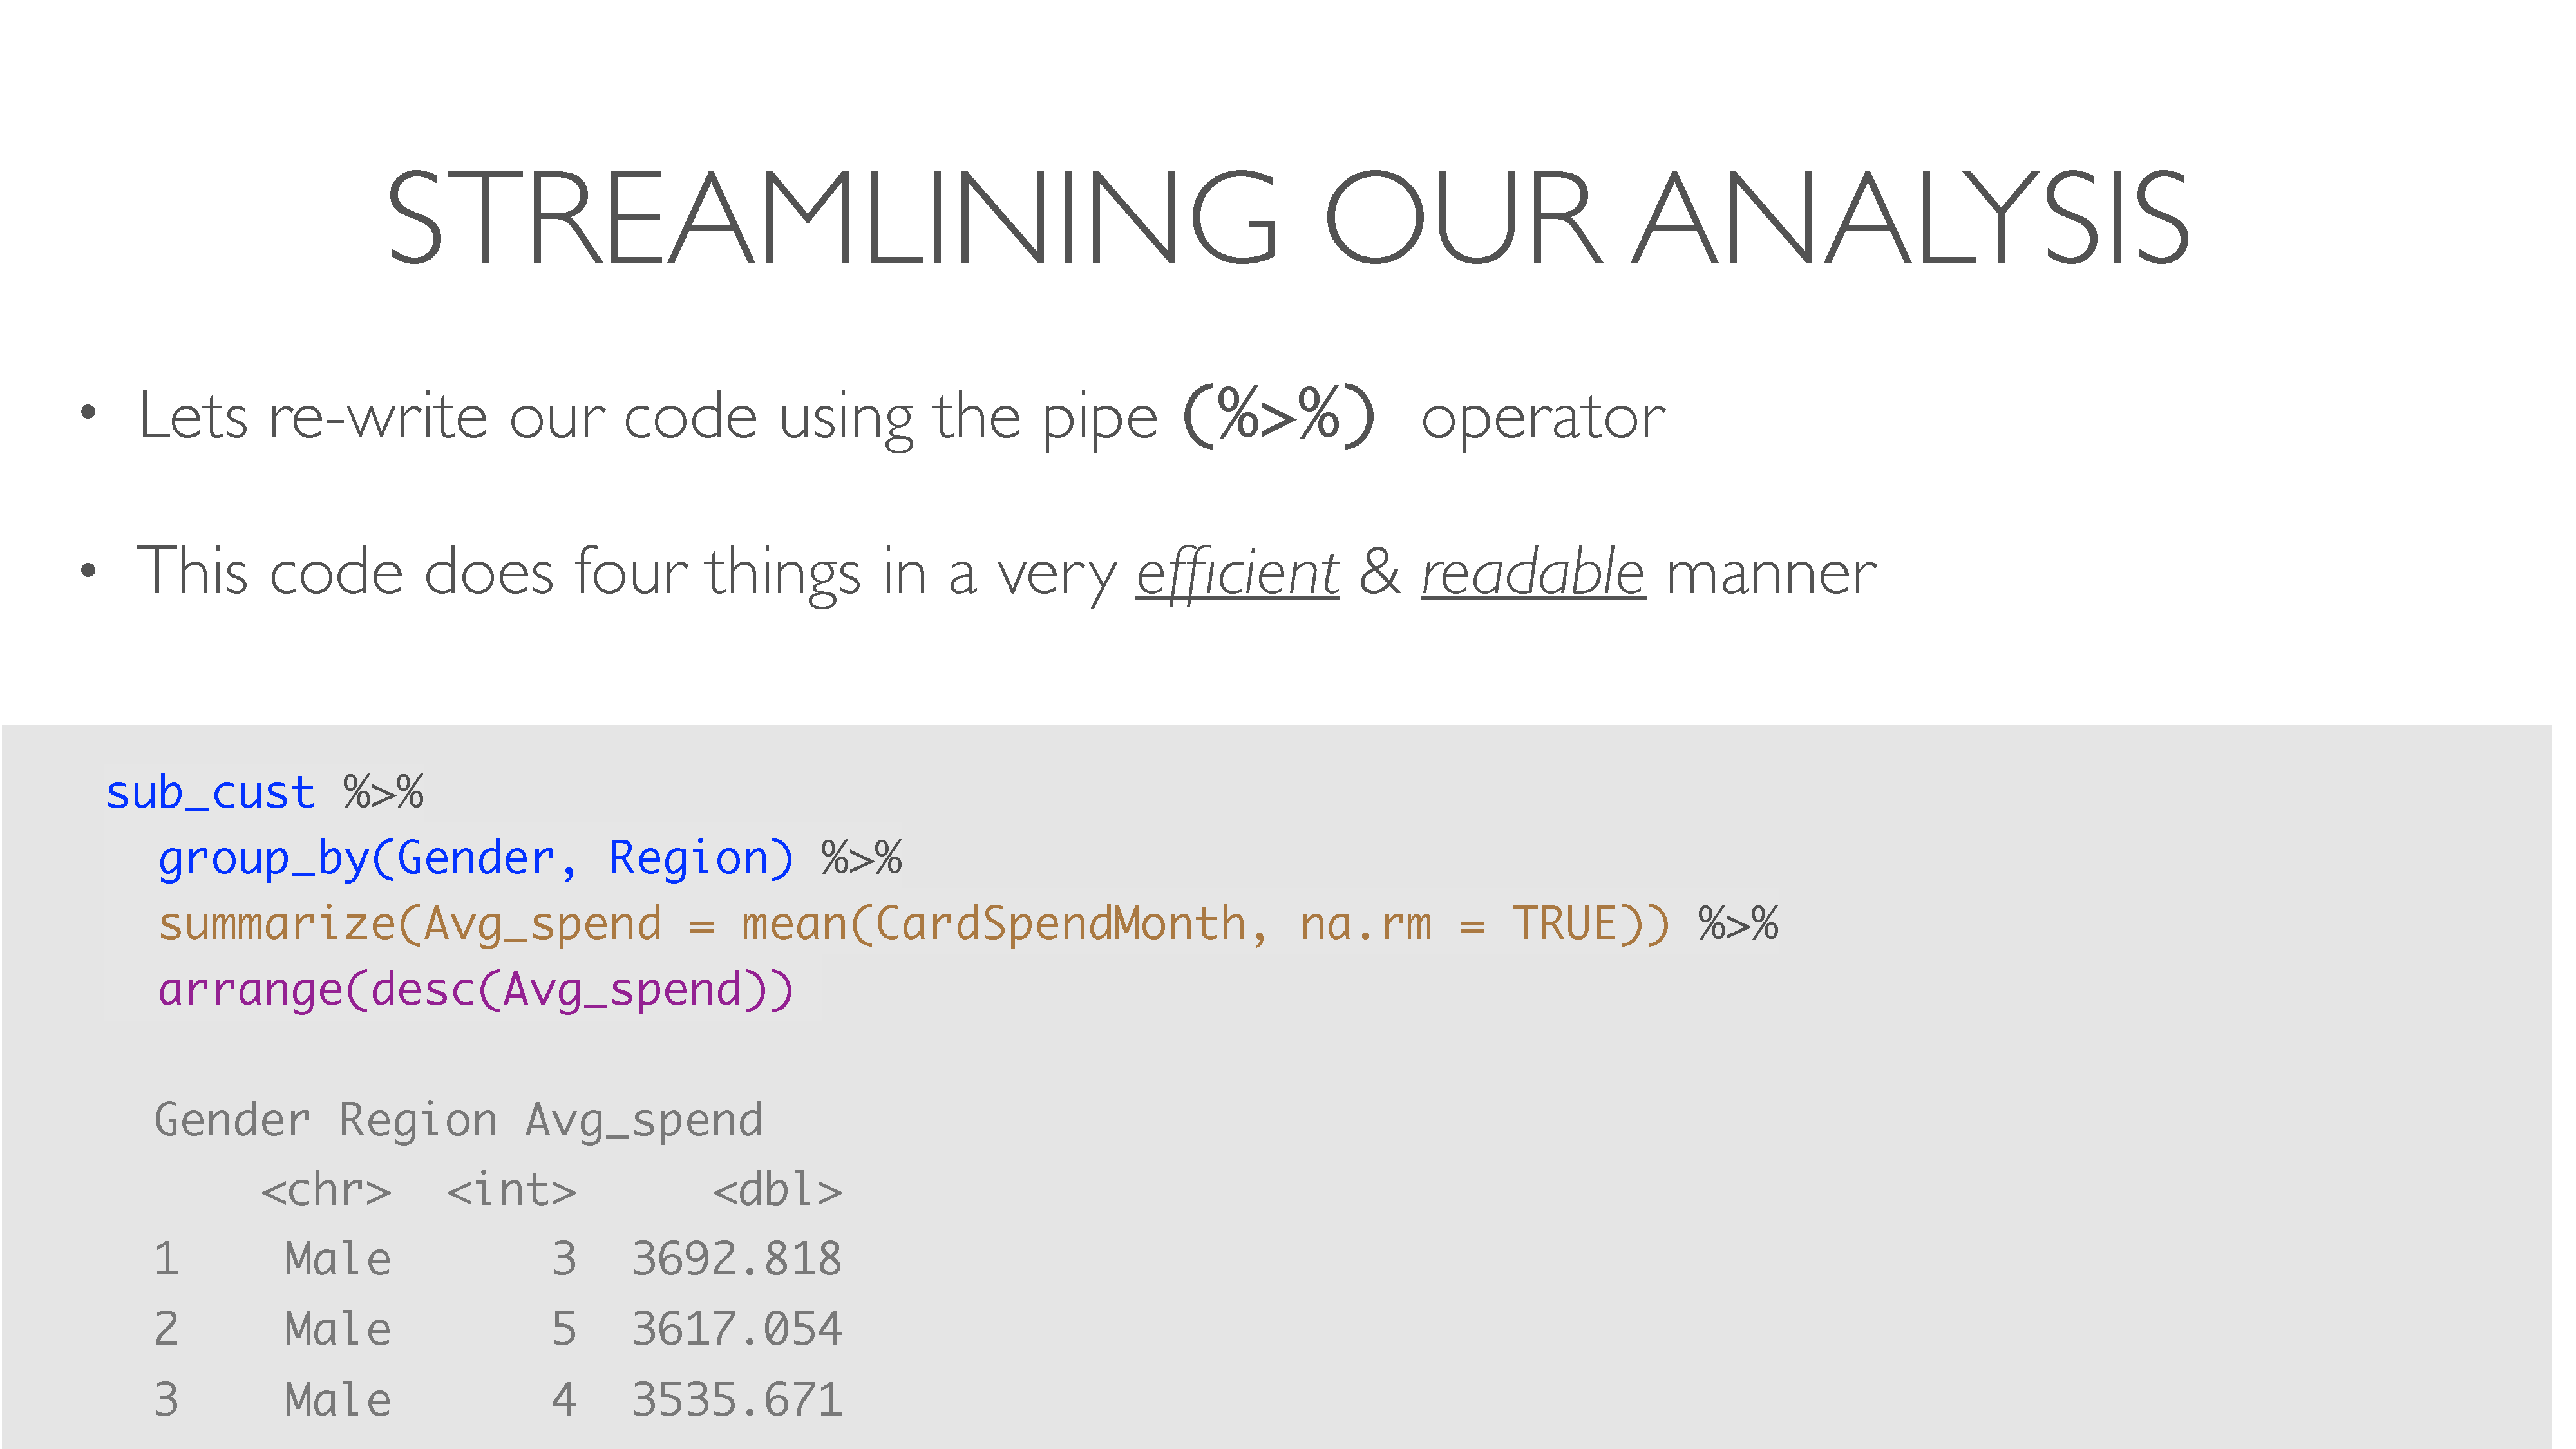 STREAMLINING OUR ANALYSIS
• Lets re-write our code using the pipe (%>%) operator
• This code does four things in a very efficient & readable manner
sub_cust %>%
  group_by(Gender, Region) %>%
  summarize(Avg_spend = mean(CardSpendMonth, na.rm = TRUE)) %>%
  arrange(desc(Avg_spend))
Gender Region Avg_spend
<chr> <int> <dbl>
1 Male 3 3692.818
2 Male 5 3617.054
3 Male 4 3535.671